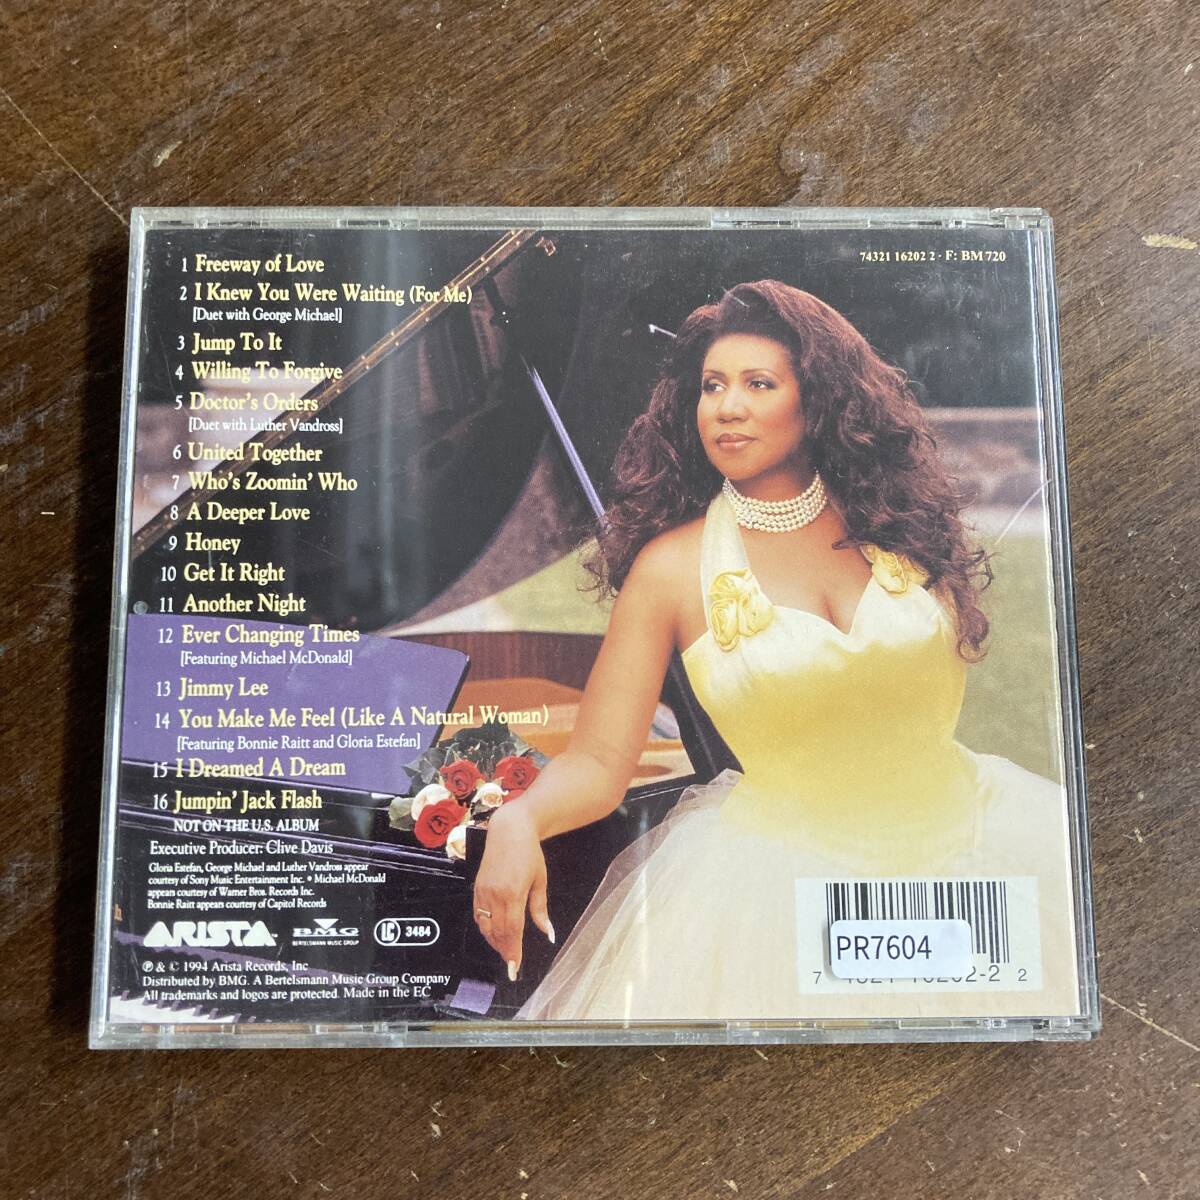 74321 16202 2 · F: BM 720
1 Freeway of Love
2 I Knew You Were Waiting (For Me)
[Duet with George Michael]
3 Jump To It
4 Willing To Forgive
5 Doctor's Orders
[Duet with Luther Vandross]
6 United Together
7 Who's Zoomin' Who
8 A Deeper Love
9 Honey
10 Get It Right
11 Another Night
12 Ever Changing Times
[Featuring Michael McDonald]
13 Jimmy Lee
14 You Make Me Feel (Like A Natural Woman)
[Featuring Bonnie Raitt and Gloria Estefan]
15 I Dreamed A Dream
16 Jumpin' Jack Flash
NOT ON THE U.S. ALBUM
Executive Producer: Clive Davis
Gloria Estefan, George Michael and Luther Vandross appear
courtesy of Sony Music Entertainment Inc. • Michael McDonald
appears courtesy of Warner Bros. Records Inc.
Bonnie Raitt appears courtesy of Capitol Records
ARISTA™ BMG LC 3484
BERTELSMANN MUSIC GROUP
℗ & © 1994 Arista Records, Inc
Distributed by BMG. A Bertelsmann Music Group Company
All trademarks and logos are protected. Made in the EC
PR7604